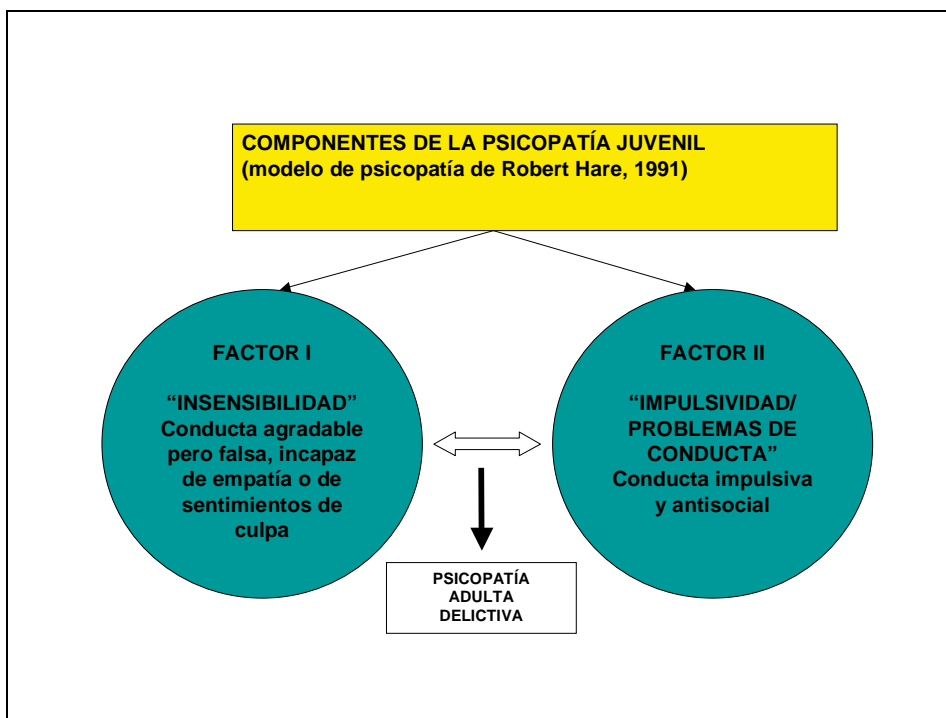 COMPONENTES DE LA PSICOPATÍA JUVENIL
(modelo de psicopatía de Robert Hare, 1991)
FACTOR I
“INSENSIBILIDAD”
Conducta agradable
pero falsa, incapaz
de empatía o de
sentimientos de
culpa
FACTOR II
“IMPULSIVIDAD/
PROBLEMAS DE
CONDUCTA”
Conducta impulsiva
y antisocial
PSICOPATÍA
ADULTA
DELICTIVA